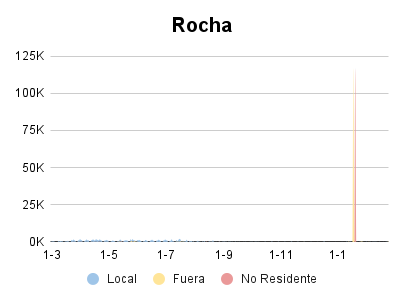 Rocha
125K
100K
75K
50K
25K
0K
1-3 1-5 1-7 1-9 1-11 1-1
Local Fuera No Residente